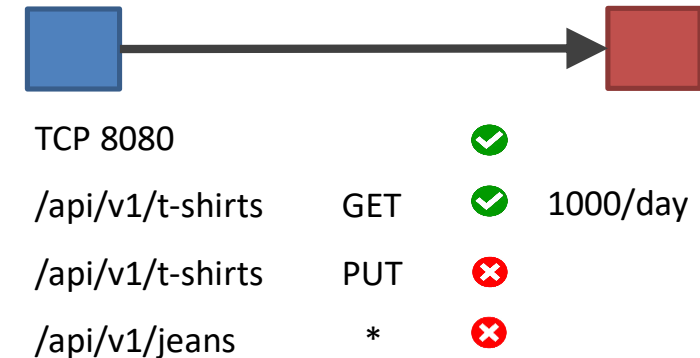 TCP 8080
/api/v1/t-shirts GET 1000/day
/api/v1/t-shirts PUT
/api/v1/jeans *